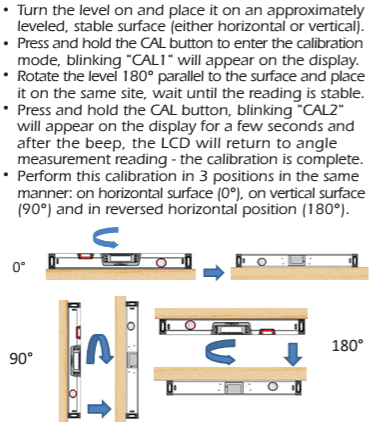 • Turn the level on and place it on an approximately
leveled, stable surface (either horizontal or vertical).
• Press and hold the CAL button to enter the calibration
mode, blinking "CAL1" will appear on the display.
• Rotate the level 180° parallel to the surface and place
it on the same site, wait until the reading is stable.
• Press and hold the CAL button, blinking "CAL2"
will appear on the display for a few seconds and
after the beep, the LCD will return to angle
measurement reading - the calibration is complete.
• Perform this calibration in 3 positions in the same
manner: on horizontal surface (0°), on vertical surface
(90°) and in reversed horizontal position (180°).
0°
90°
180°